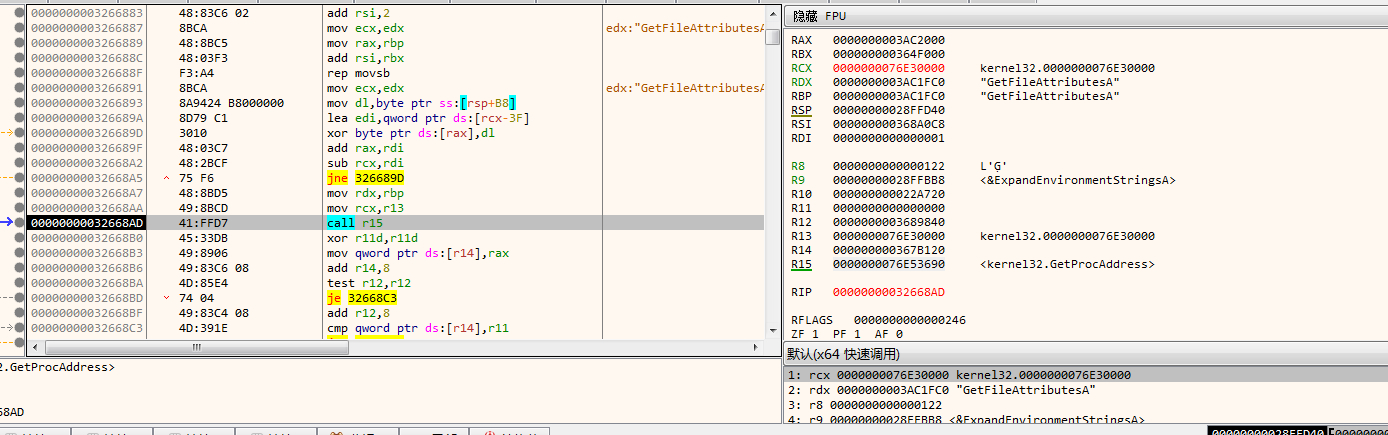 0000000003266883 48:83C6 02 add rsi,2
0000000003266887 8BCA mov ecx,edx edx:"GetFileAttributesA
0000000003266889 48:8BC5 mov rax,rbp
000000000326688C 48:03F3 add rsi,rbx
000000000326688F F3:A4 rep movsb
0000000003266891 8BCA mov ecx,edx edx:"GetFileAttributesA
0000000003266893 8A9424 B8000000 mov dl,byte ptr ss:[rsp+B8]
000000000326689A 8D79 C1 lea edi,qword ptr ds:[rcx-3F]
000000000326689D 3010 xor byte ptr ds:[rax],dl
000000000326689F 48:03C7 add rax,rdi
00000000032668A2 48:2BCF sub rcx,rdi
00000000032668A5 75 F6 jne 326689D
00000000032668A7 48:8BD5 mov rdx,rbp
00000000032668AA 49:8BCD mov rcx,r13
00000000032668AD 41:FFD7 call r15
00000000032668B0 45:33DB xor r11d,r11d
00000000032668B3 49:8906 mov qword ptr ds:[r14],rax
00000000032668B6 49:83C6 08 add r14,8
00000000032668BA 4D:85E4 test r12,r12
00000000032668BD 74 04 je 32668C3
00000000032668BF 49:83C4 08 add r12,8
00000000032668C3 4D:391E cmp qword ptr ds:[r14],r11
2.GetProcAddress>
68AD
隐藏 FPU
RAX 0000000003AC2000
RBX 000000000364F000
RCX 0000000076E30000 kernel32.0000000076E30000
RDX 0000000003AC1FC0 "GetFileAttributesA"
RBP 0000000003AC1FC0 "GetFileAttributesA"
RSP 0000000028FFD40
RSI 000000000368A0C8
RDI 0000000000000001
R8 0000000000000122 L'Ģ'
R9 0000000028FFBB8 <&ExpandEnvironmentStringsA>
R10 000000000022A720
R11 0000000000000000
R12 0000000003689840
R13 0000000076E30000 kernel32.0000000076E30000
R14 000000000367B120
R15 0000000076E53690 <kernel32.GetProcAddress>
RIP 00000000032668AD
RFLAGS 0000000000000246
ZF 1 PF 1 AF 0
默认(x64 快速调用)
1: rcx 0000000076E30000 kernel32.0000000076E30000
2: rdx 0000000003AC1FC0 "GetFileAttributesA"
3: r8 0000000000000122
4: r9 00000000028FFBB8 <&ExpandEnvironmentStringsA>
00000000028FFD40